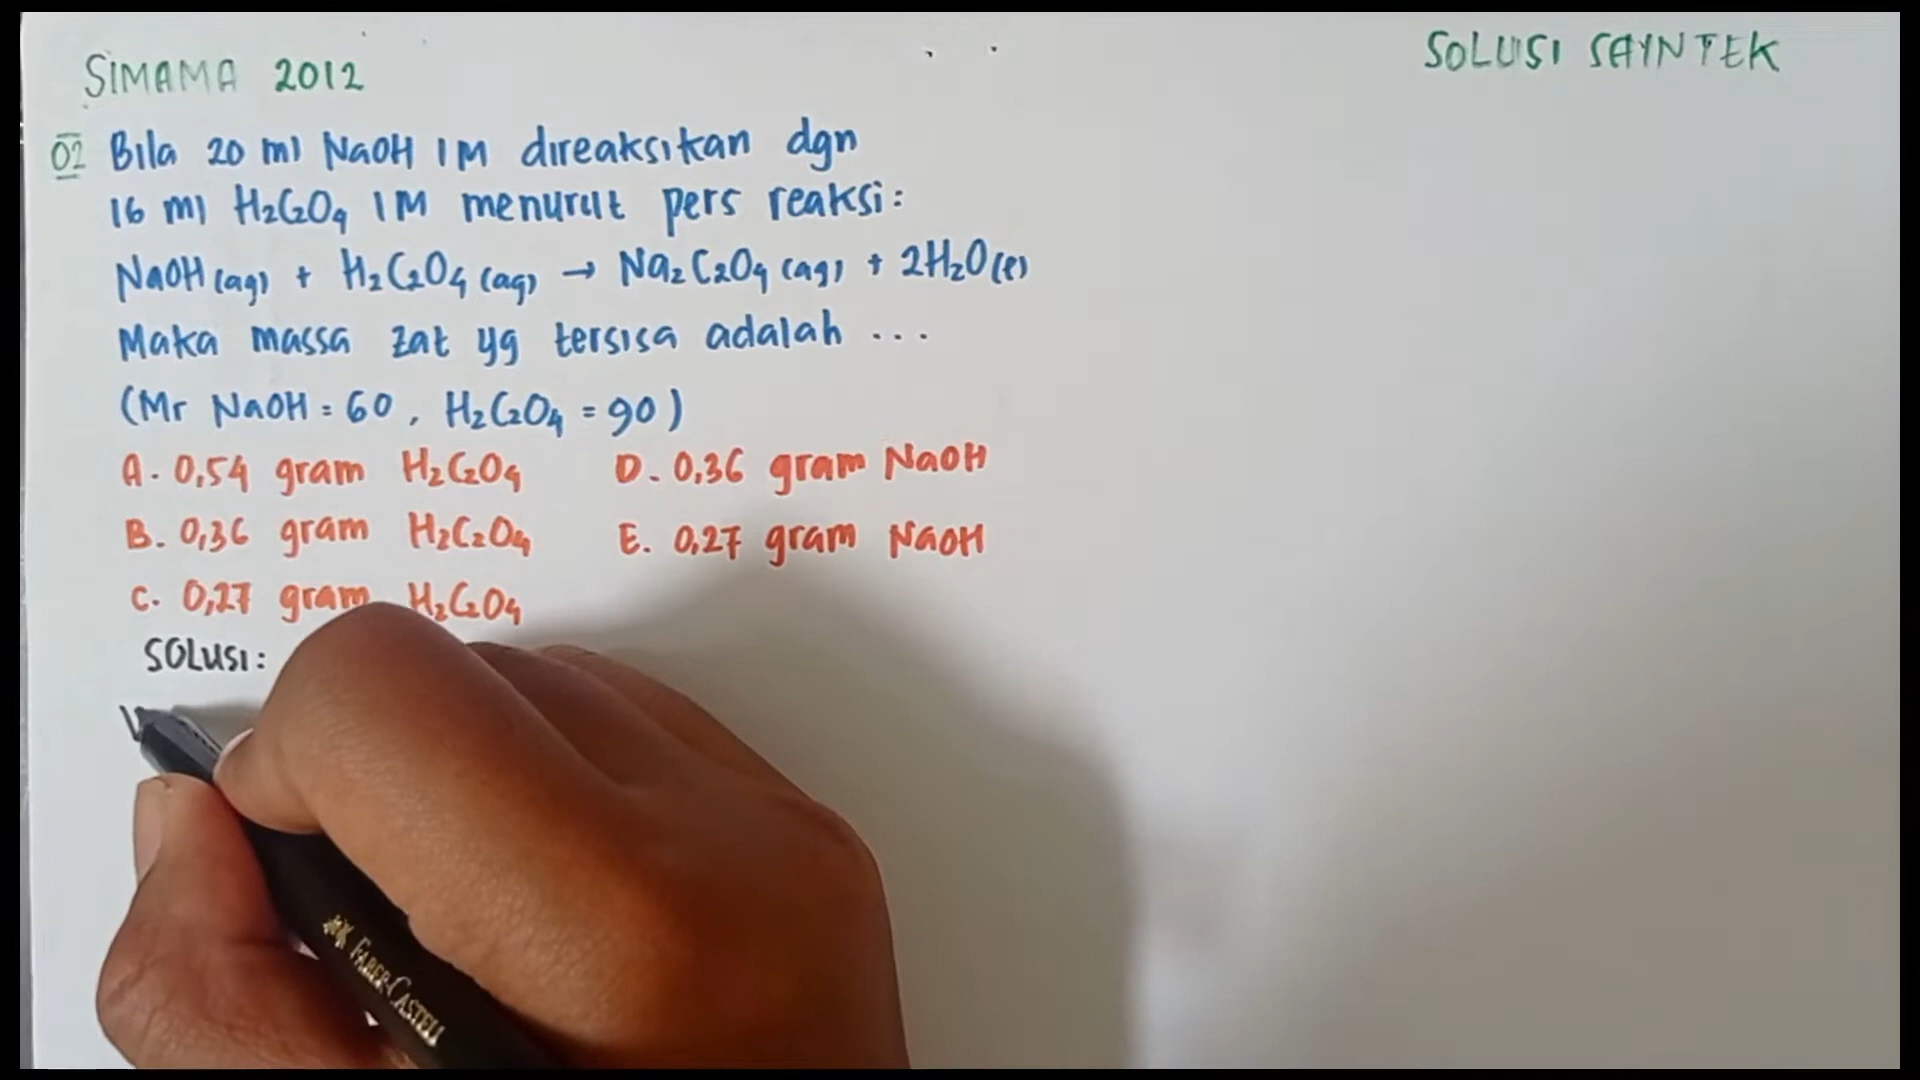 SIMAMA 2012
SOLUSI SAYNTEK
02 Bila 20 ml NaOH 1M direaksikan dgn
16 ml H₂C₂O₄ 1M menurut pers reaksi:
NaOH (aq) + H₂C₂O₄ (aq) → Na₂C₂O₄ (aq) + 2H₂O (l)
Maka massa zat yg tersisa adalah ...
(Mr NaOH = 60, H₂C₂O₄ = 90)
A. 0,54 gram H₂C₂O₄ D. 0,36 gram NaOH
B. 0,36 gram H₂C₂O₄ E. 0,27 gram NaOH
C. 0,27 gram H₂C₂O₄
SOLUSI:
FABER-CASTELL